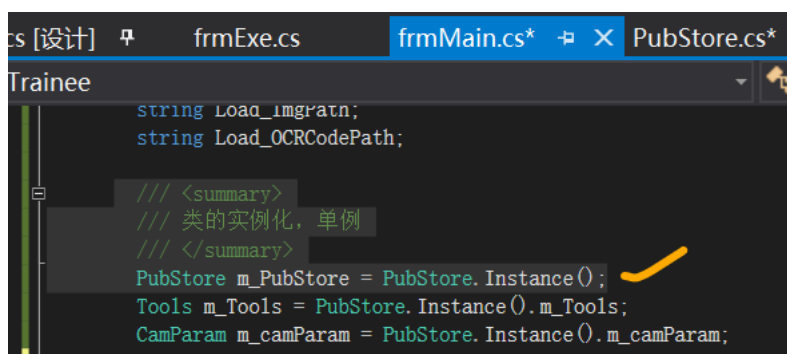 cs [设计]
frmExe.cs
frmMain.cs*
PubStore.cs*
Trainee
string Load_ImgPath;
string Load_OCRCodePath;
/// <summary>
/// 类的实例化, 单例
/// </summary>
PubStore m_PubStore = PubStore.Instance();
Tools m_Tools = PubStore.Instance().m_Tools;
CamParam m_camParam = PubStore.Instance().m_camParam;